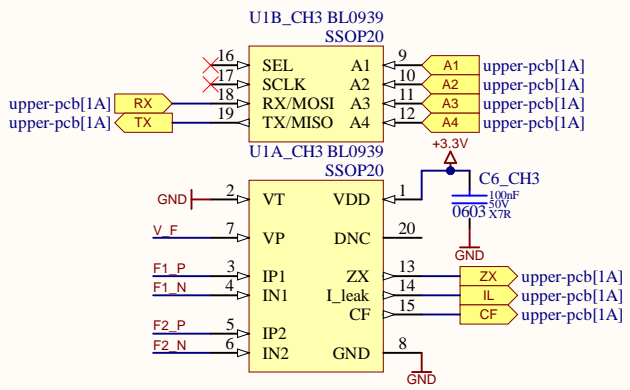 U1B_CH3 BL0939
SSOP20
16 SEL A1 9 A1 upper-pcb[1A]
17 SCLK A2 10 A2 upper-pcb[1A]
upper-pcb[1A] RX 18 RX/MOSI A3 11 A3 upper-pcb[1A]
upper-pcb[1A] TX 19 TX/MISO A4 12 A4 upper-pcb[1A]
U1A_CH3 BL0939
SSOP20
+3.3V
GND 2 VT VDD 1
C6_CH3
100nF
50V
0603 X7R
GND
V_F 7 VP DNC 20
F1_P 3 IP1 ZX 13 ZX upper-pcb[1A]
F1_N 4 IN1 I_leak 14 IL upper-pcb[1A]
CF 15 CF upper-pcb[1A]
F2_P 5 IP2
F2_N 6 IN2 GND 8
GND